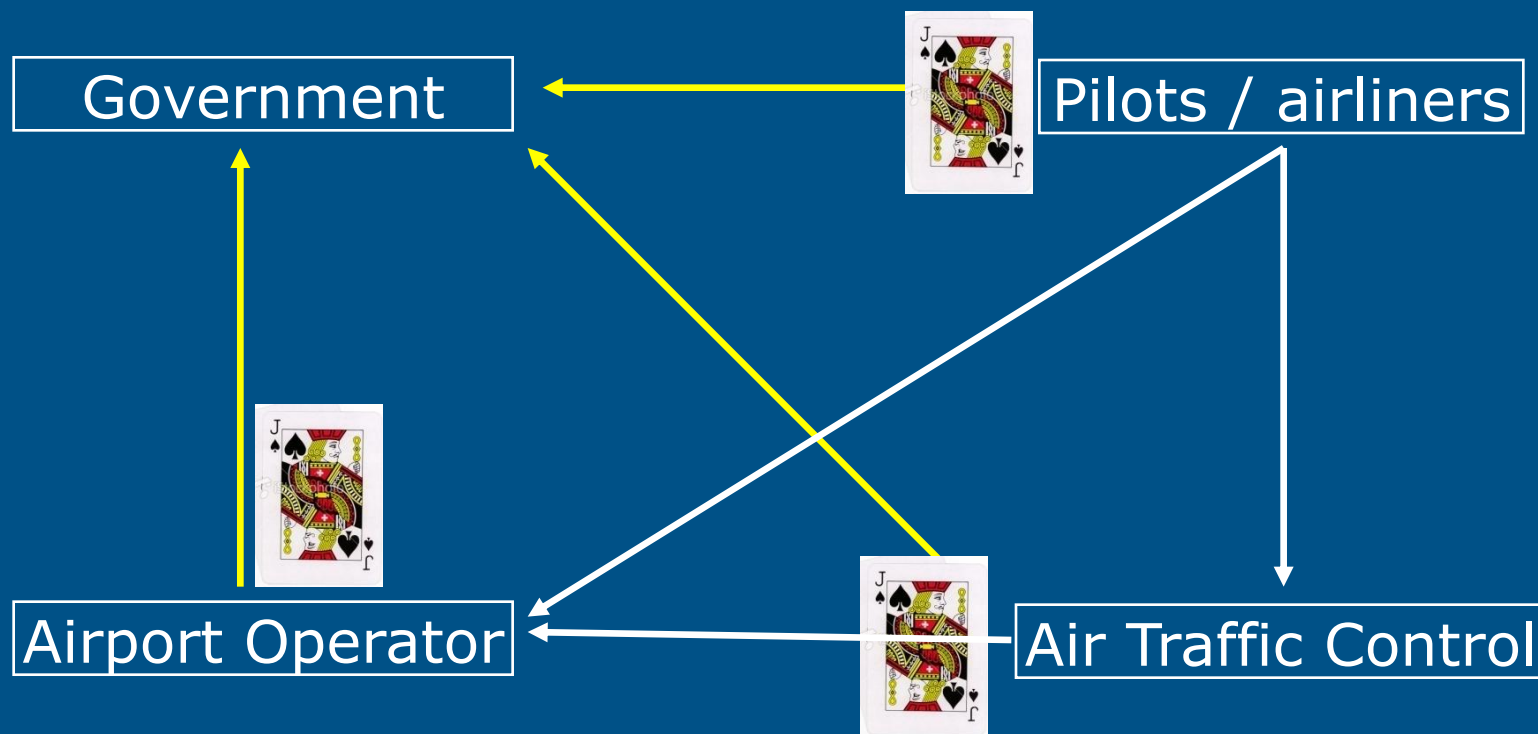 Government
Pilots / airliners
J
J
J
J
Airport Operator
Air Traffic Control
J
J